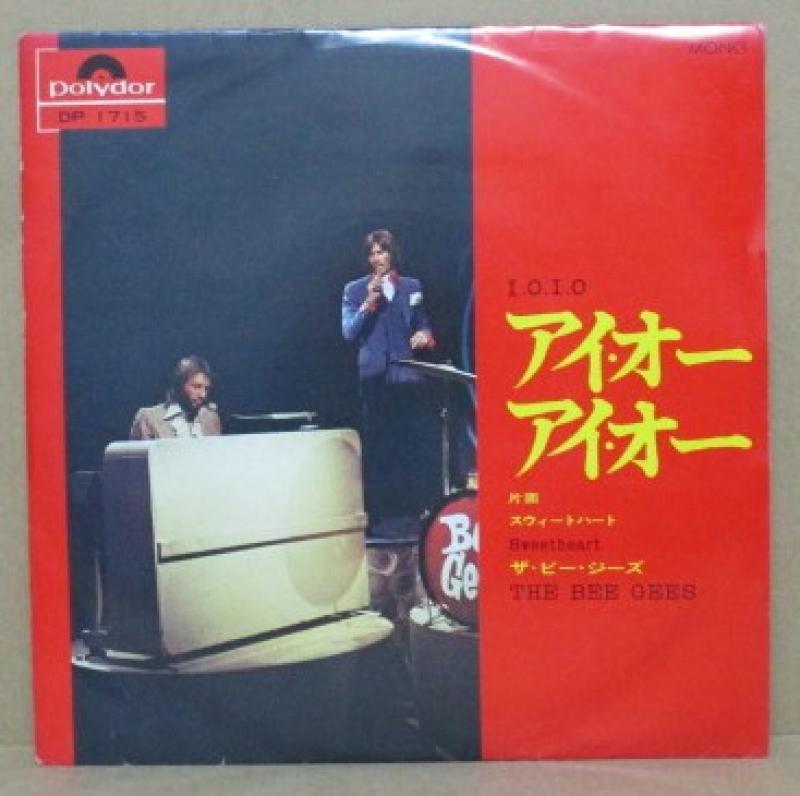 polydor
DP 1715
MONO
I.O.I.O
アイ・オー
アイ・オー
片面
スウィートハート
Sweetheart
ザ・ビー・ジーズ
THE BEE GEES